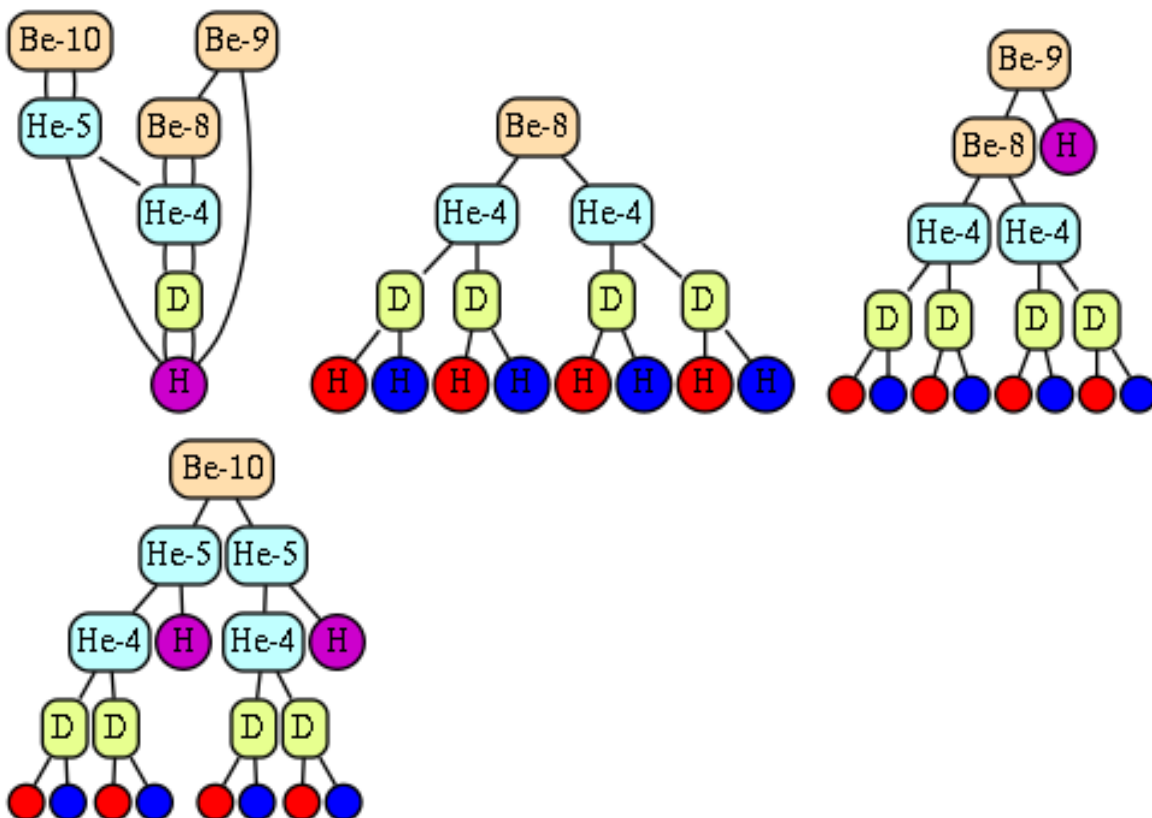 Be-10 Be-9
He-5 Be-8
He-4
D
H
Be-8
He-4 He-4
D D D D
H H H H H H H H
Be-9
Be-8 H
He-4 He-4
D D D D
Be-10
He-5 He-5
He-4 H He-4 H
D D D D